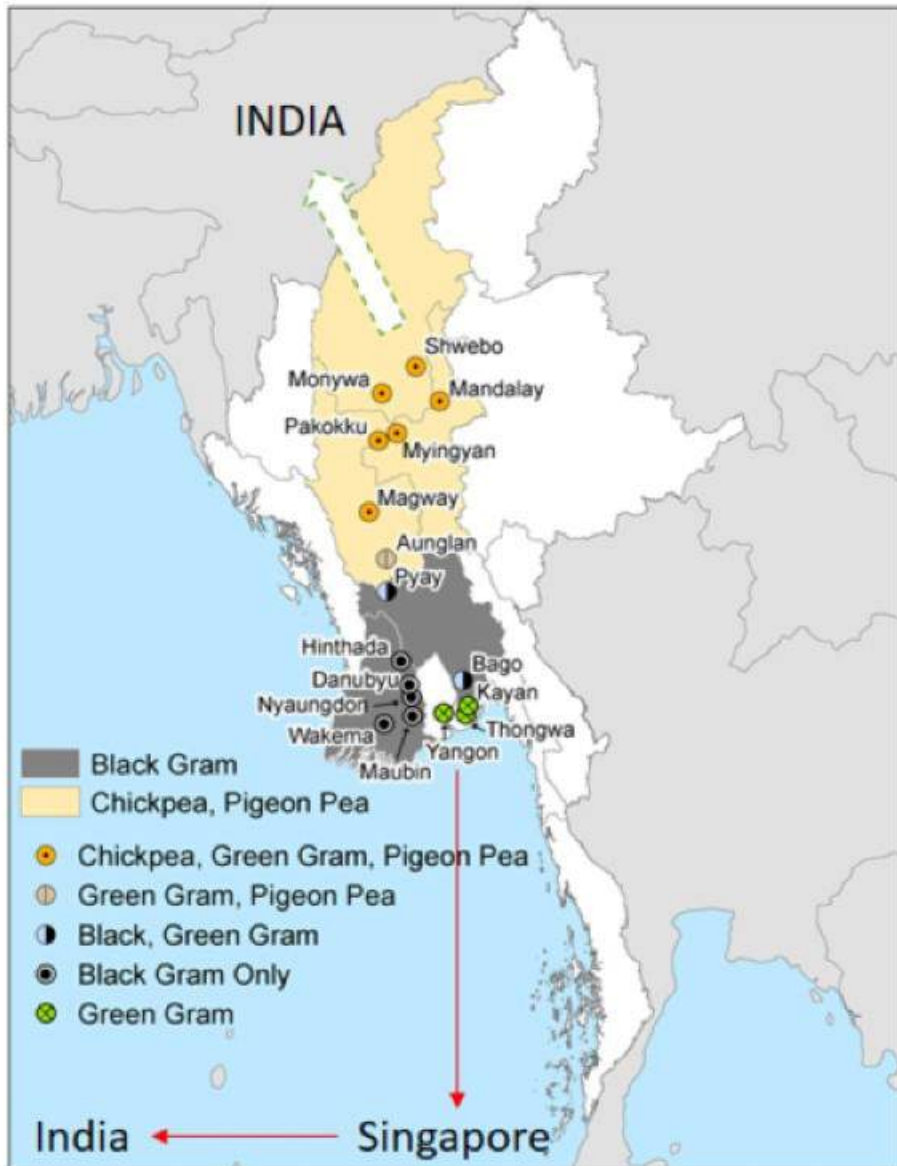 INDIA
Shwebo
Monywa
Mandalay
Pakokku
Myingyan
Magway
Aunglan
Pyay
Hinthada
Bago
Danubyu
Kayan
Nyaungdon
Thongwa
Wakema
Yangon
Maubin
Black Gram
Chickpea, Pigeon Pea
Chickpea, Green Gram, Pigeon Pea
Green Gram, Pigeon Pea
Black, Green Gram
Black Gram Only
Green Gram
India
Singapore